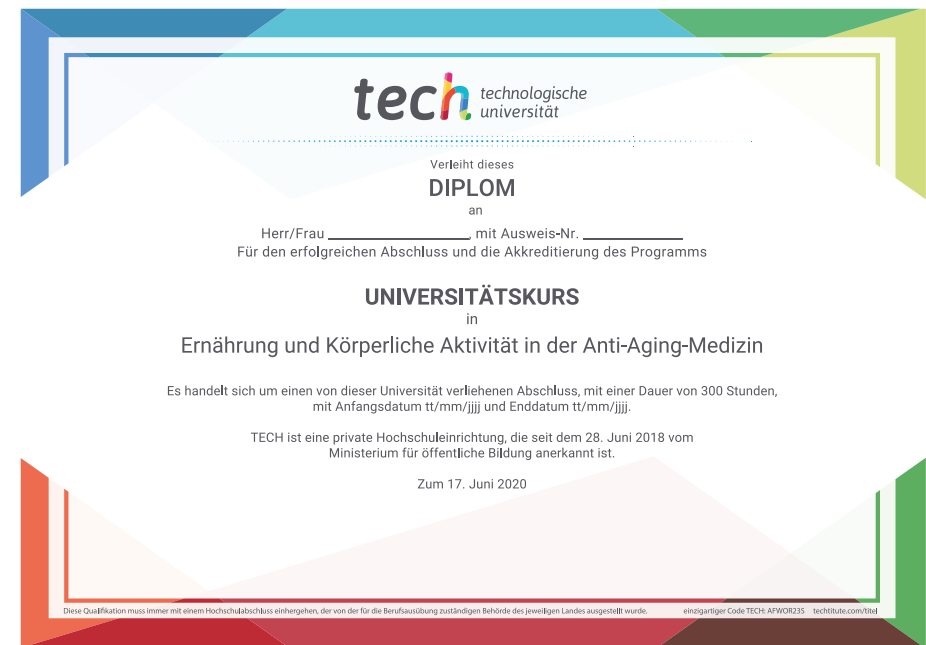 tech technologische
universität
Verleiht dieses
DIPLOM
an
Herr/Frau ____________________, mit Ausweis-Nr. ______________
Für den erfolgreichen Abschluss und die Akkreditierung des Programms
UNIVERSITÄTSKURS
in
Ernährung und Körperliche Aktivität in der Anti-Aging-Medizin
Es handelt sich um einen von dieser Universität verliehenen Abschluss, mit einer Dauer von 300 Stunden,
mit Anfangsdatum tt/mm/jjjj und Enddatum tt/mm/jjjj.
TECH ist eine private Hochschuleinrichtung, die seit dem 28. Juni 2018 vom
Ministerium für öffentliche Bildung anerkannt ist.
Zum 17. Juni 2020
Diese Qualifikation muss immer mit einem Hochschulabschluss einhergehen, der von der für die Berufsausübung zuständigen Behörde des jeweiligen Landes ausgestellt wurde. einzigartiger Code TECH: AFWOR23S techtitute.com/titel